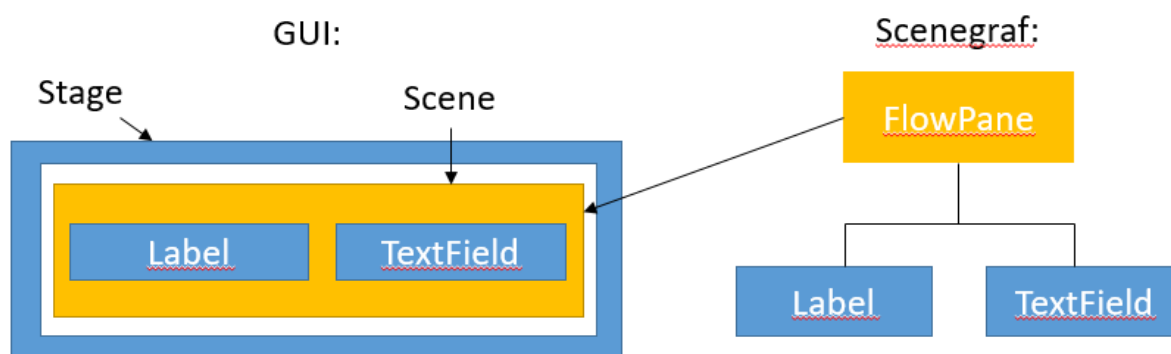 GUI:
Stage
Scene
Label
TextField
Scenegraf:
FlowPane
Label
TextField